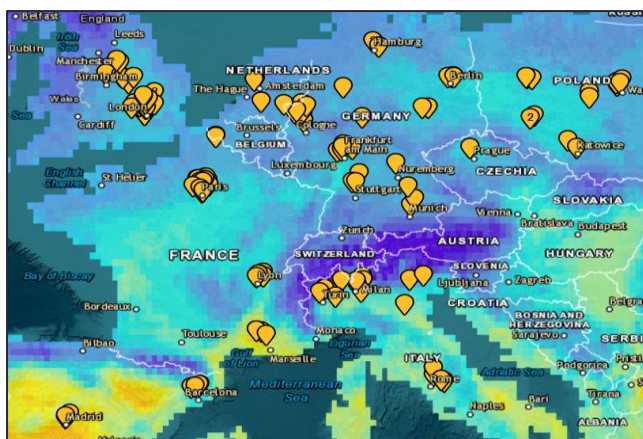 Belfast
ENGLAND
Leeds
Irish
Sea
Dublin
Manchester
Birmingham
Wales
London
Cardiff
Sea
English
Channel
St Helier
Hamburg
NETHERLANDS
Amsterdam
The Hague
Berlin
POLAND
Wa
GERMANY
2
Brussels
Cologne
BELGIUM
Frankfurt
am Main
Katowice
Prague
Luxembourg
Nuremberg
CZECHIA
Paris
Stuttgart
SLOVAKIA
Munich
Vienna
Bratislava
Budapest
Zurich
AUSTRIA
HUNGARY
FRANCE
SWITZERLAND
SLOVENIA
Bay of Biscay
Lyon
Ljubljana
Zagreb
Turin
Milan
CROATIA
Belgra
Bordeaux
BOSNIA AND
HERZEGOVINA
Toulouse
Monaco
Sarajevo
SERB
Bilbao
Ligurian
Sea
Gulf
of Lion
Marseille
ITALY
Podgorica
Prist
Adriatic Sea
Mediterranean
Sea
Rome
Barcelona
Tirana
Naples
Bari
Madrid
ALBANIA